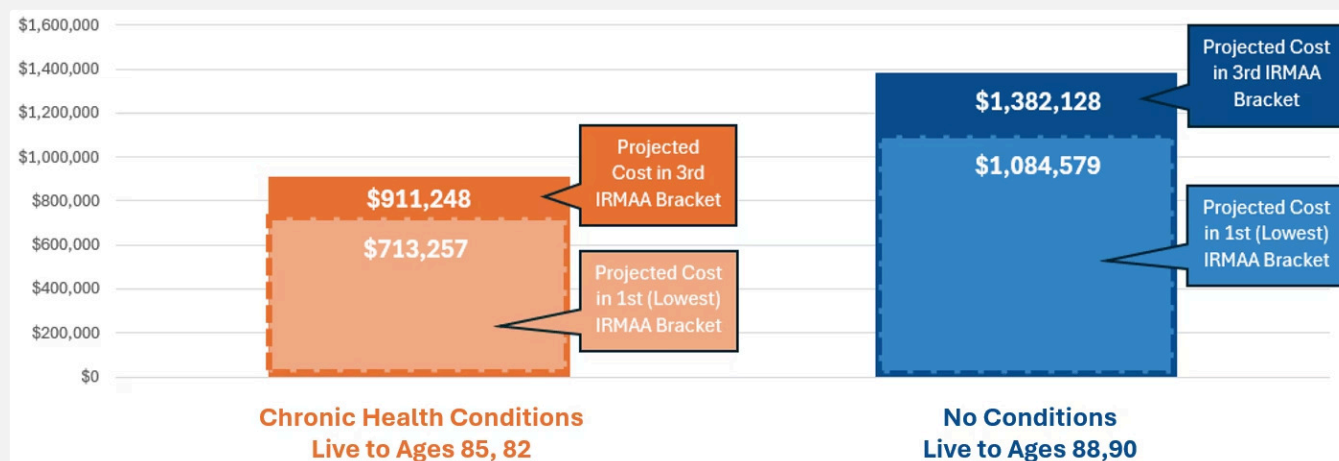 $1,600,000
$1,400,000
$1,200,000
$1,000,000
$800,000
$600,000
$400,000
$200,000
$0
$911,248
$713,257
Projected
Cost in 3rd
IRMAA Bracket
Projected Cost
in 1st (Lowest)
IRMAA Bracket
$1,382,128
$1,084,579
Projected Cost
in 3rd IRMAA
Bracket
Projected Cost
in 1st (Lowest)
IRMAA Bracket
Chronic Health Conditions
Live to Ages 85, 82
No Conditions
Live to Ages 88,90